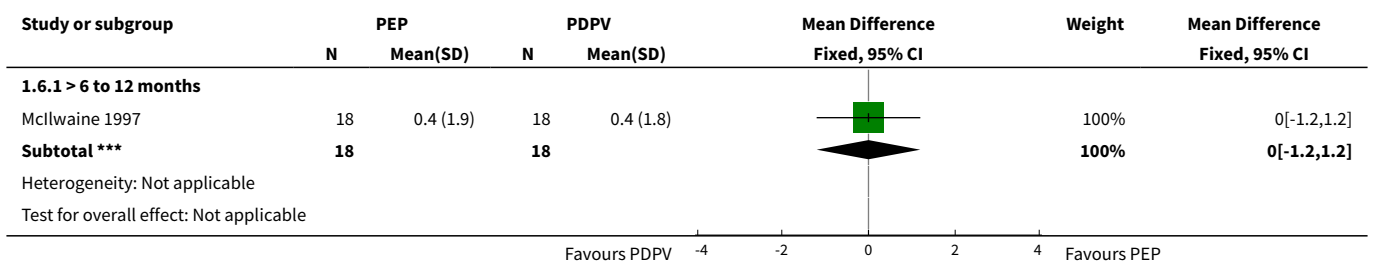 Study or subgroup PEP PDPV Mean Difference Weight Mean Difference
N Mean(SD) N Mean(SD) Fixed, 95% CI Fixed, 95% CI
1.6.1 > 6 to 12 months
McIlwaine 1997 18 0.4 (1.9) 18 0.4 (1.8) 100% 0[-1.2,1.2]
Subtotal *** 18 18 100% 0[-1.2,1.2]
Heterogeneity: Not applicable
Test for overall effect: Not applicable
Favours PDPV -4 -2 0 2 4 Favours PEP